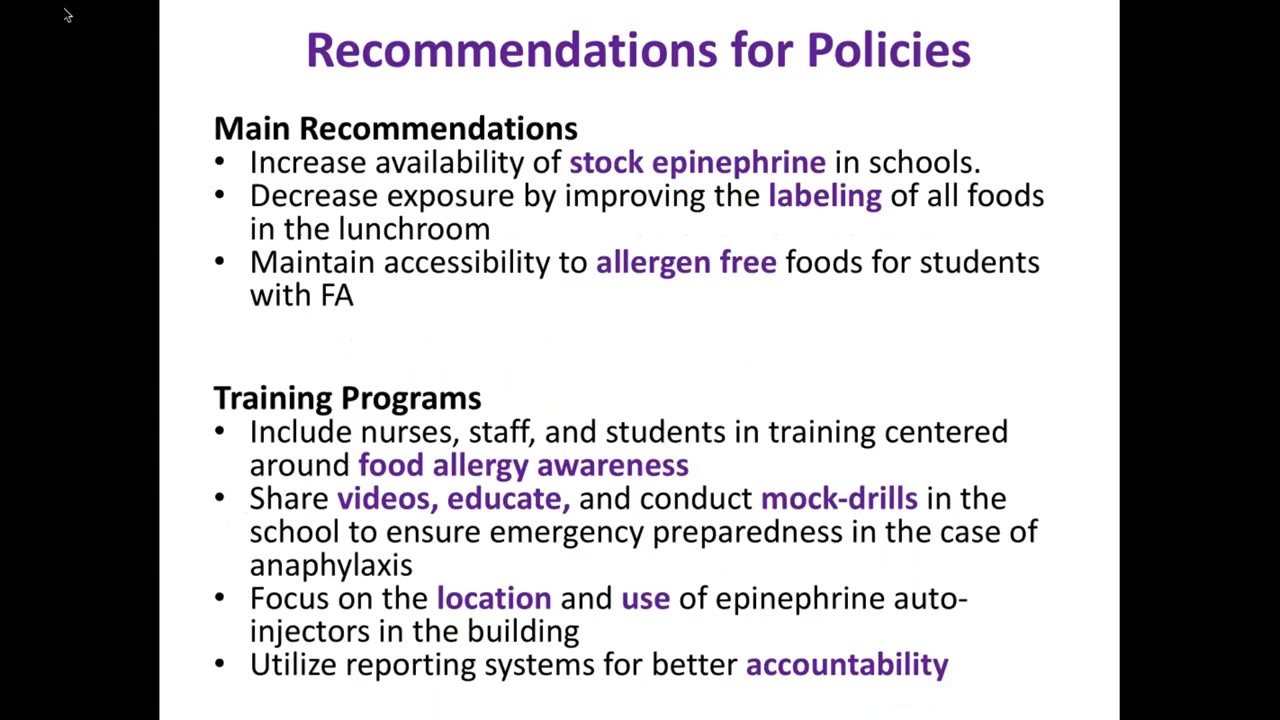 Recommendations for Policies
Main Recommendations
• Increase availability of stock epinephrine in schools.
• Decrease exposure by improving the labeling of all foods
in the lunchroom
• Maintain accessibility to allergen free foods for students
with FA
Training Programs
• Include nurses, staff, and students in training centered
around food allergy awareness
• Share videos, educate, and conduct mock-drills in the
school to ensure emergency preparedness in the case of
anaphylaxis
• Focus on the location and use of epinephrine auto-
injectors in the building
• Utilize reporting systems for better accountability